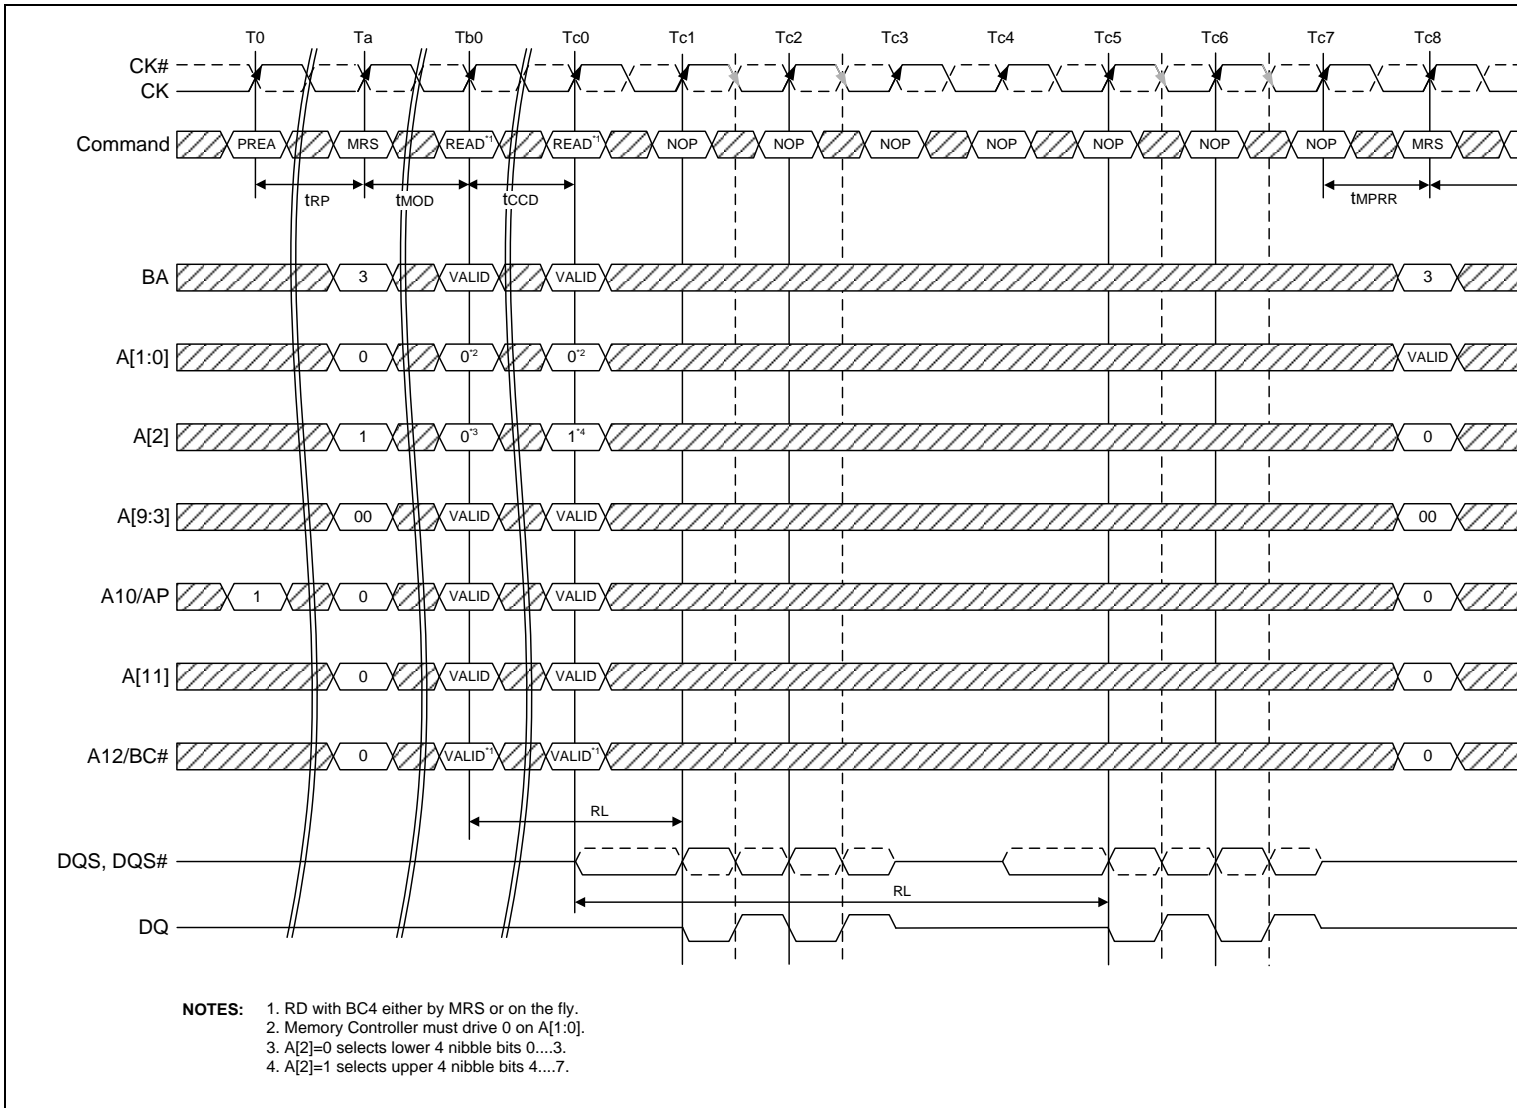 T0 Ta Tb0 Tc0 Tc1 Tc2 Tc3 Tc4 Tc5 Tc6 Tc7 Tc8
CK#
CK
Command PREA MRS READ*1 READ*1 NOP NOP NOP NOP NOP NOP NOP MRS
tRP tMOD tCCD tMPRR
BA 3 VALID VALID 3
A[1:0] 0 0*2 0*2 VALID
A[2] 1 0*3 1*4 0
A[9:3] 00 VALID VALID 00
A10/AP 1 0 VALID VALID 0
A[11] 0 VALID VALID 0
A12/BC# 0 VALID*1 VALID*1 0
RL
DQS, DQS#
RL
DQ
NOTES: 1. RD with BC4 either by MRS or on the fly.
2. Memory Controller must drive 0 on A[1:0].
3. A[2]=0 selects lower 4 nibble bits 0....3.
4. A[2]=1 selects upper 4 nibble bits 4....7.